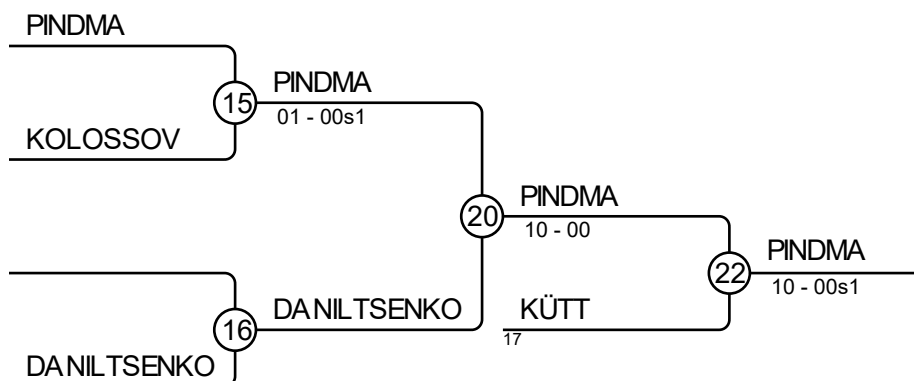 PINDMA
15
PINDMA
01 - 00s1
KOLOSSOV
20
PINDMA
10 - 00
22
PINDMA
10 - 00s1
16
DANILTSENKO
KÜTT
17
DANILTSENKO